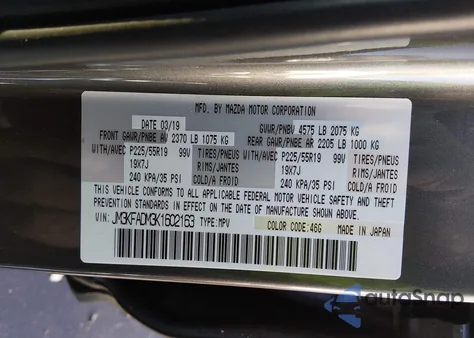 MFD. BY MAZDA MOTOR CORPORATION
DATE 03/19 GVWR/PNBV 4575 LB 2075 KG
FRONT GAWR/PNBE AV 2370 LB 1075 KG REAR GAWR/PNBE AR 2205 LB 1000 KG
WITH/AVEC P225/55R19 99V TIRES/PNEUS WITH/AVEC P225/55R19 99V TIRES/PNEUS
19X7J RIMS/JANTES 19X7J RIMS/JANTES
240 KPA/35 PSI COLD/A FROID 240 KPA/35 PSI COLD/A FROID
THIS VEHICLE CONFORMS TO ALL APPLICABLE FEDERAL MOTOR VEHICLE SAFETY AND THEFT
PREVENTION STANDARDS IN EFFECT ON THE DATE OF MANUFACTURE SHOWN ABOVE.
VIN: JM3KFADM3K1602163 TYPE: MPV COLOR CODE: 46G MADE IN JAPAN
autoSnap